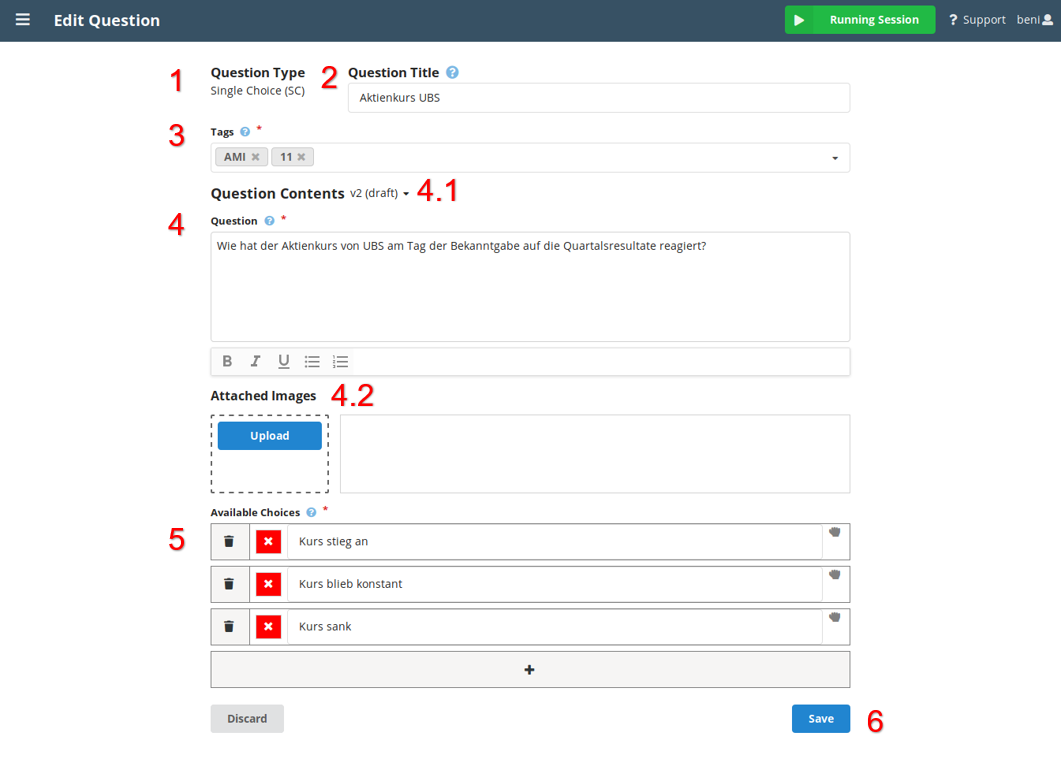 Edit Question
Running Session
? Support
beni
1
Question Type
Single Choice (SC)
2
Question Title ?
Aktienkurs UBS
3
Tags ? *
AMI ×
11 ×
Question Contents v2 (draft)
4.1
4
Question ? *
Wie hat der Aktienkurs von UBS am Tag der Bekanntgabe auf die Quartalsresultate reagiert?
B I U
Attached Images
4.2
Upload
Available Choices ? *
5
Kurs stieg an
Kurs blieb konstant
Kurs sank
+
Discard
Save
6